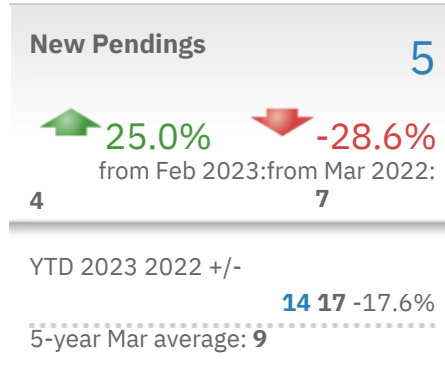 New Pendings
5
25.0% -28.6%
from Feb 2023:from Mar 2022:
4 7
YTD 2023 2022 +/-
14 17 -17.6%
5-year Mar average: 9